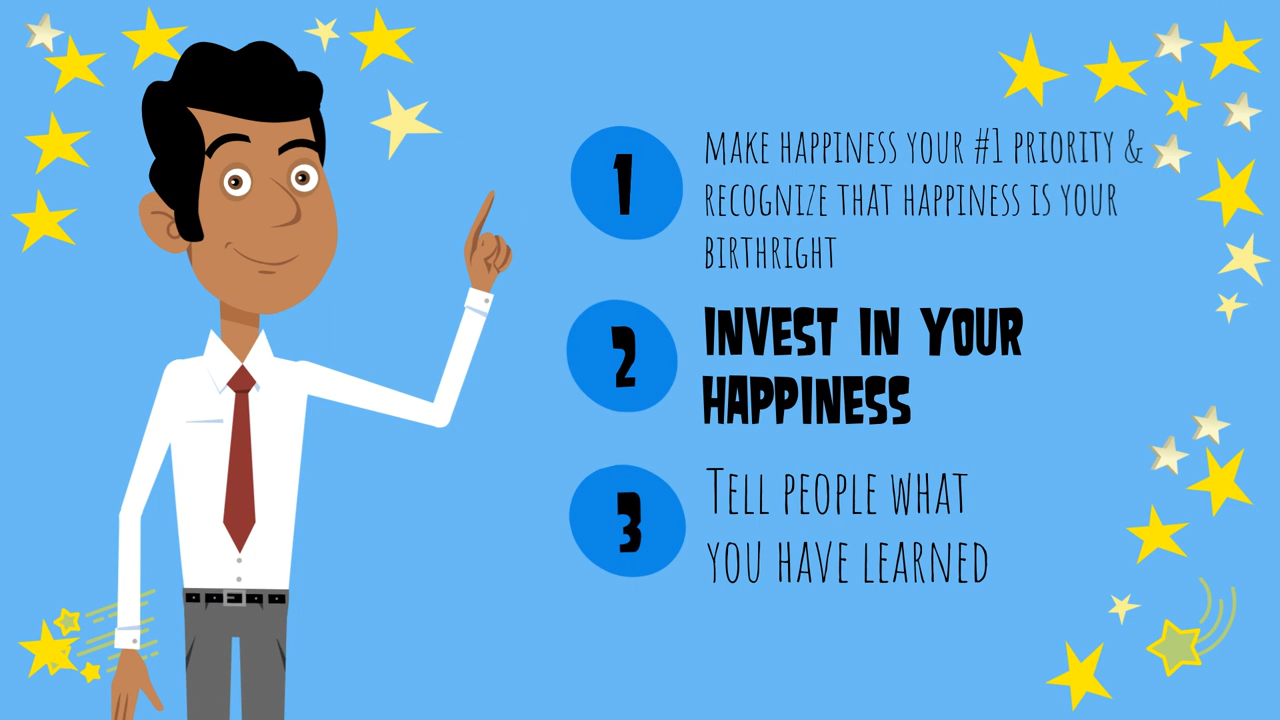 1
MAKE HAPPINESS YOUR #1 PRIORITY &
RECOGNIZE THAT HAPPINESS IS YOUR
BIRTHRIGHT
2
INVEST IN YOUR
HAPPINESS
3
TELL PEOPLE WHAT
YOU HAVE LEARNED